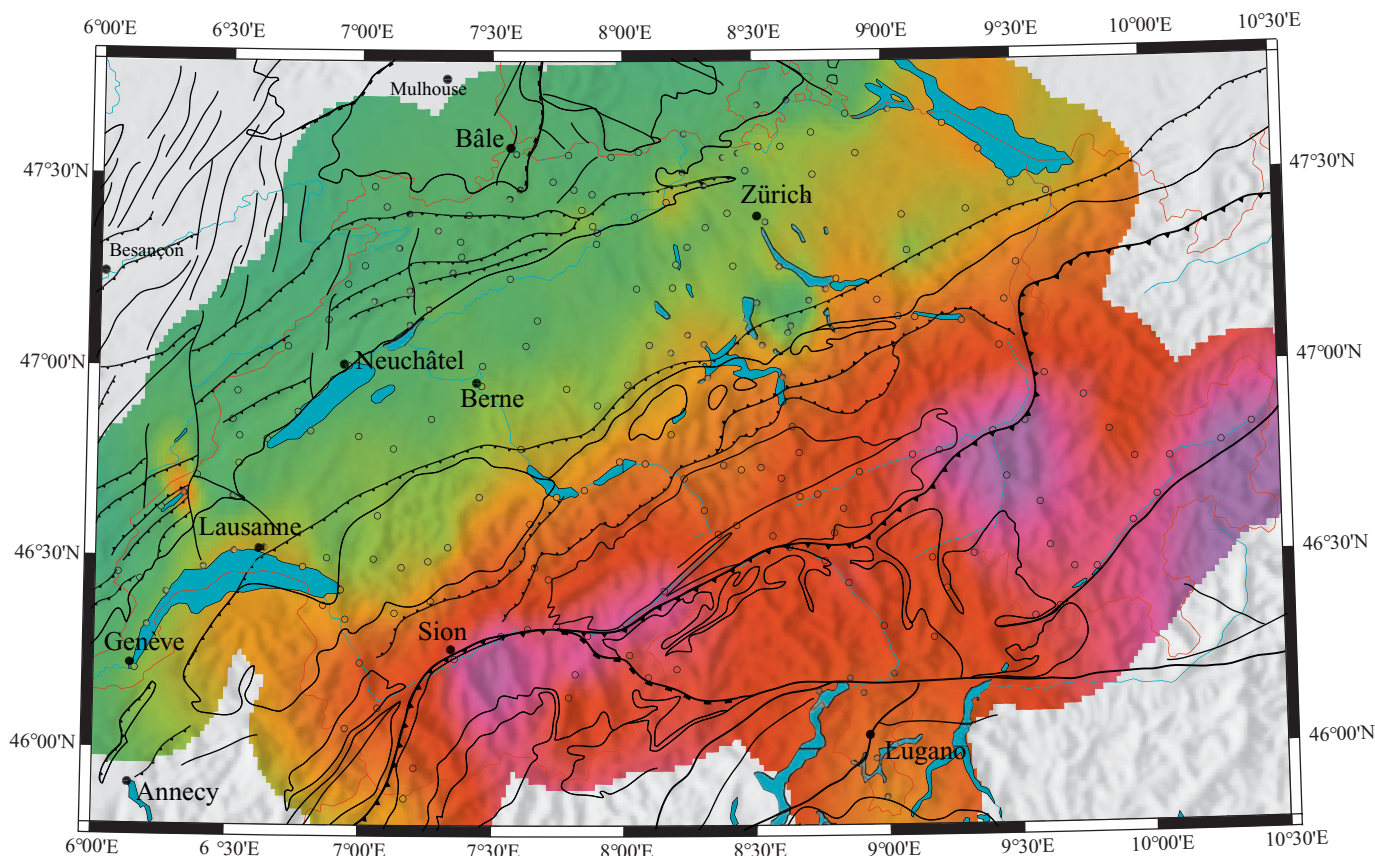 6°00'E
6°30'E
7°00'E
7°30'E
8°00'E
8°30'E
9°00'E
9°30'E
10°00'E
10°30'E
Mulhouse
Bâle
47°30'N
47°30'N
Zürich
Besançon
47°00'N
Neuchâtel
47°00'N
Berne
Lausanne
46°30'N
46°30'N
Genève
Sion
46°00'N
46°00'N
Lugano
Annecy
6°00'E
6°30'E
7°00'E
7°30'E
8°00'E
8°30'E
9°00'E
9°30'E
10°00'E
10°30'E